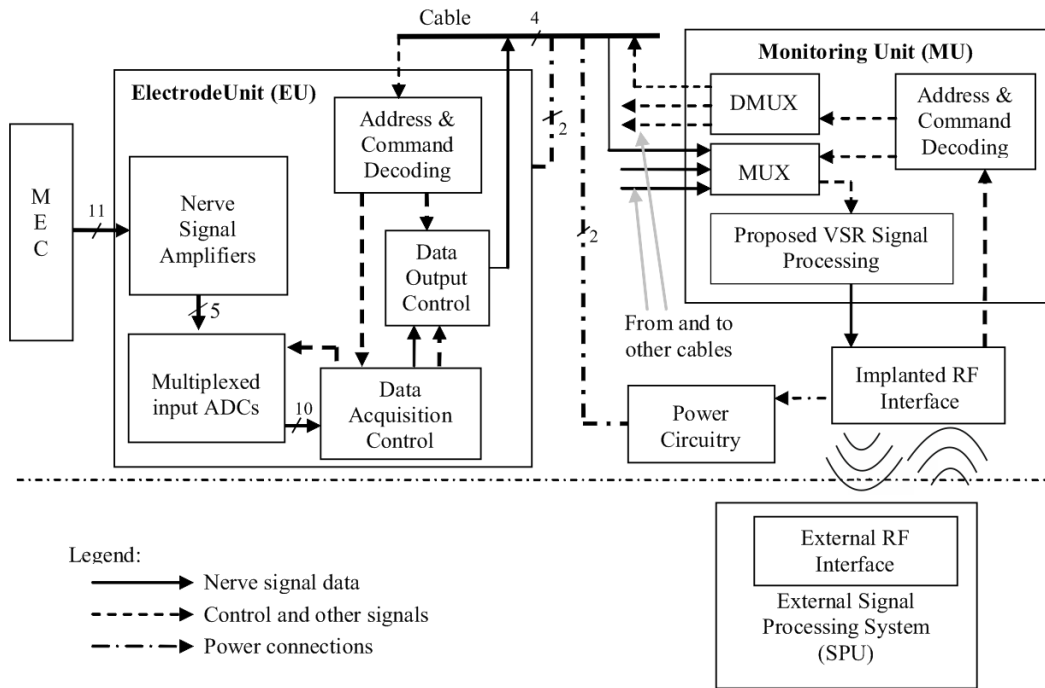 Cable
4
ElectrodeUnit (EU)
Address &
Command
Decoding
2
M
E
C
11
Nerve
Signal
Amplifiers
5
Data
Output
Control
Multiplexed
input ADCs
10
Data
Acquisition
Control
2
Monitoring Unit (MU)
DMUX
MUX
Address &
Command
Decoding
Proposed VSR Signal
Processing
From and to
other cables
Implanted RF
Interface
Power
Circuitry
External RF
Interface
External Signal
Processing System
(SPU)
Legend:
Nerve signal data
Control and other signals
Power connections